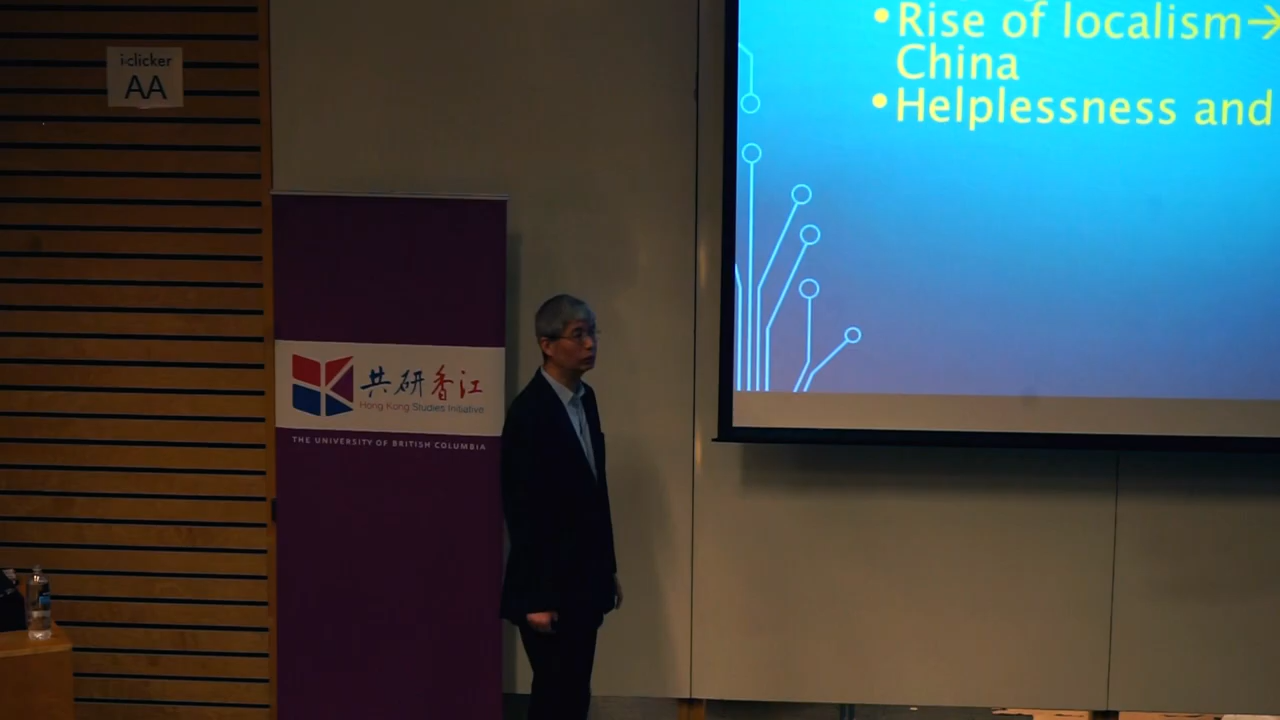 i-clicker
AA
共研香江
Hong Kong Studies Initiative
THE UNIVERSITY OF BRITISH COLUMBIA
•Rise of localism→
China
•Helplessness and